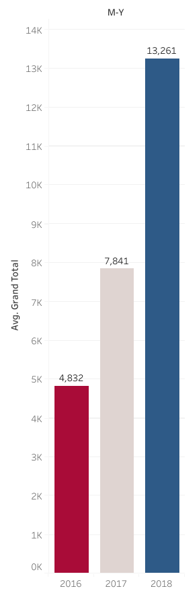 M-Y
14K
13K
12K
11K
10K
9K
8K
7K
6K
5K
4K
3K
2K
1K
0K
Avg. Grand Total
4,832
7,841
13,261
2016 2017 2018